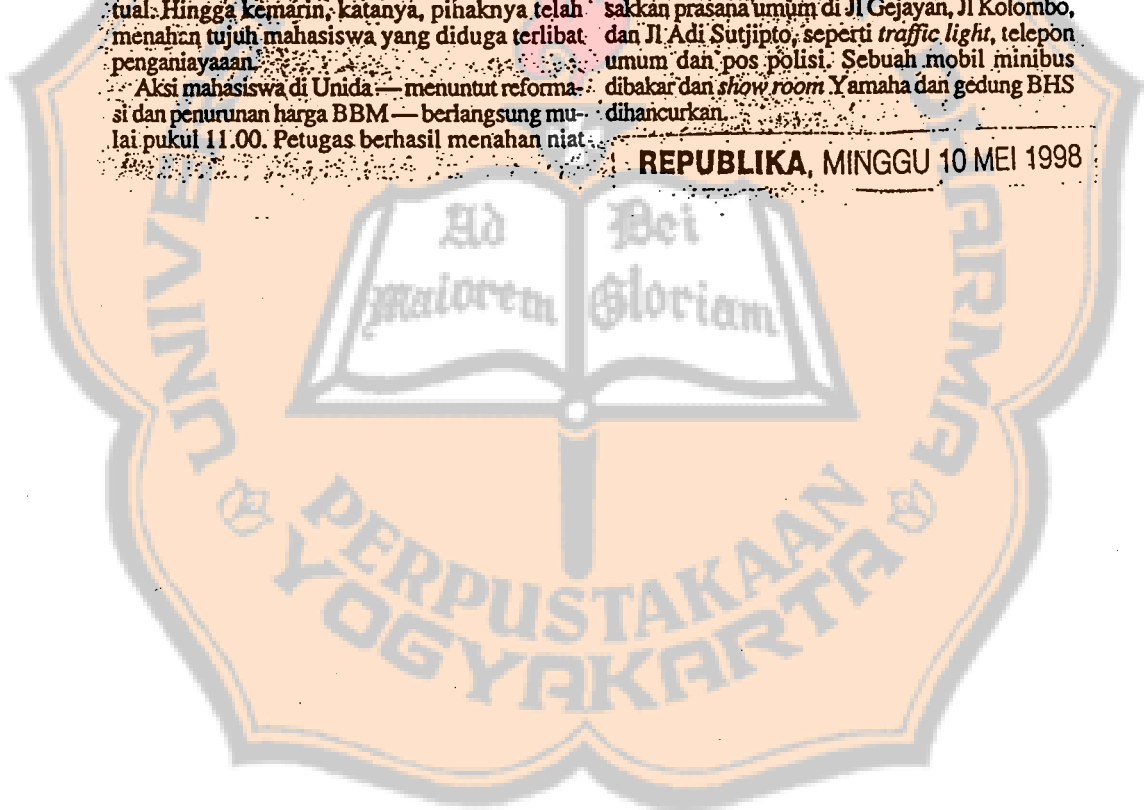 tual. Hingga kemarin, katanya, pihaknya telah
menahan tujuh mahasiswa yang diduga terlibat
penganiayaaan.
Aksi mahasiswa di Unida — menuntut reforma-
si dan penurunan harga BBM — berlangsung mu-
lai pukul 11.00. Petugas berhasil menahan niat
sakkan prasana umum di Jl Gejayan, Jl Kolombo,
dan Jl Adi Sutjipto, seperti traffic light, telepon
umum dan pos polisi. Sebuah mobil minibus
dibakar dan show room Yamaha dan gedung BHS
dihancurkan.
REPUBLIKA, MINGGU 10 MEI 1998
Ad Dei
maiorem Gloriam
DHARMA
PERPUSTAKAAN
YOGYAKARTA